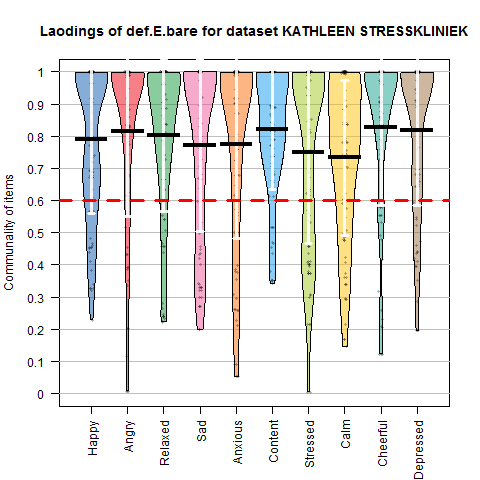 Laodings of def.E.bare for dataset KATHLEEN STRESSKLINIEK
Communality of items
1
0.9
0.8
0.7
0.6
0.5
0.4
0.3
0.2
0.1
0
Happy
Angry
Relaxed
Sad
Anxious
Content
Stressed
Calm
Cheerful
Depressed